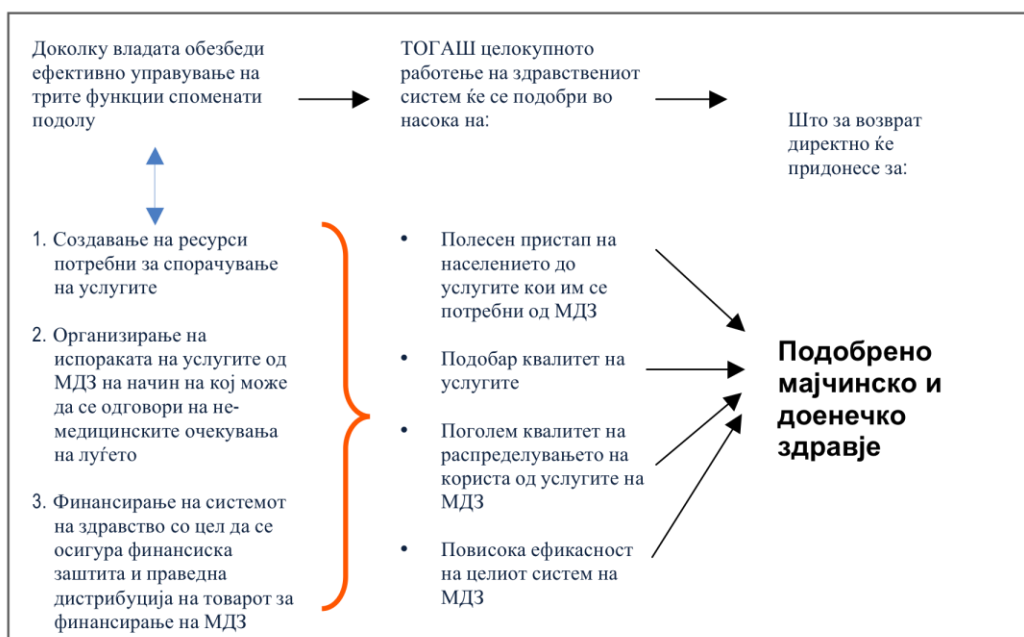 Доколку владата обезбеди
ефективно управување на
трите функции споменати
подолу
ТОГАШ целокупното
работење на здравствениот
систем ќе се подобри во
насока на:
Што за возврат
директно ќе
придонесе за:
1. Создавање на ресурси
потребни за спорачување
на услугите
2. Организирање на
испораката на услугите од
МДЗ на начин на кој може
да се одговори на не-
медицинските очекувања
на луѓето
3. Финансирање на системот
на здравство со цел да се
осигура финансиска
заштита и праведна
дистрибуција на товарот за
финансирање на МДЗ
• Полесен пристап на
населението до
услугите кои им се
потребни од МДЗ
• Подобар квалитет на
услугите
• Поголем квалитет на
распределувањето на
користа од услугите на
МДЗ
• Повисока ефикасност
на целиот систем на
МДЗ
Подобрено
мајчинско и
доенечко
здравје